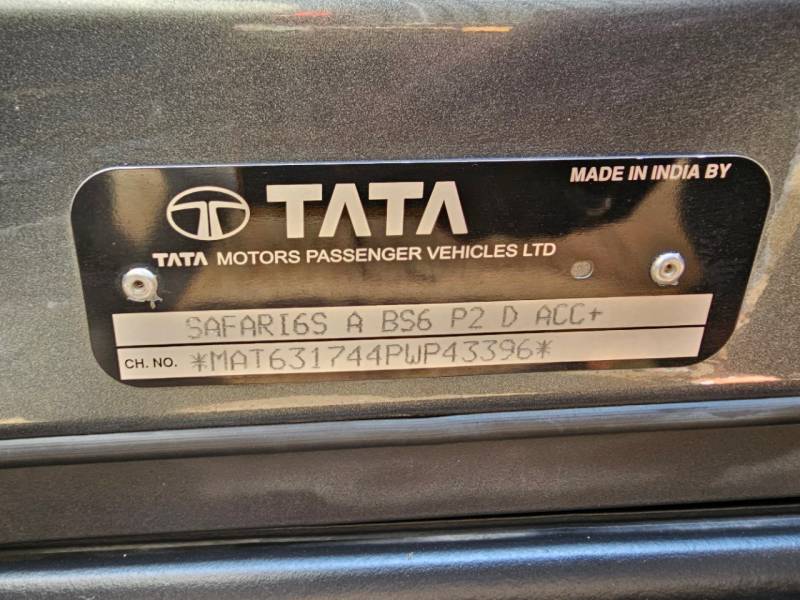 MADE IN INDIA BY
TATA
TATA MOTORS PASSENGER VEHICLES LTD
SAFARI6S A BS6 P2 D ACC+
CH. NO. *MAT631744PWP43396*